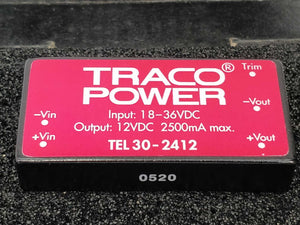 TRACO®
POWER
Trim
–Vout
–Vin
Input: 18–36VDC
Output: 12VDC 2500mA max.
+Vin
+Vout
TEL 30–2412
0520